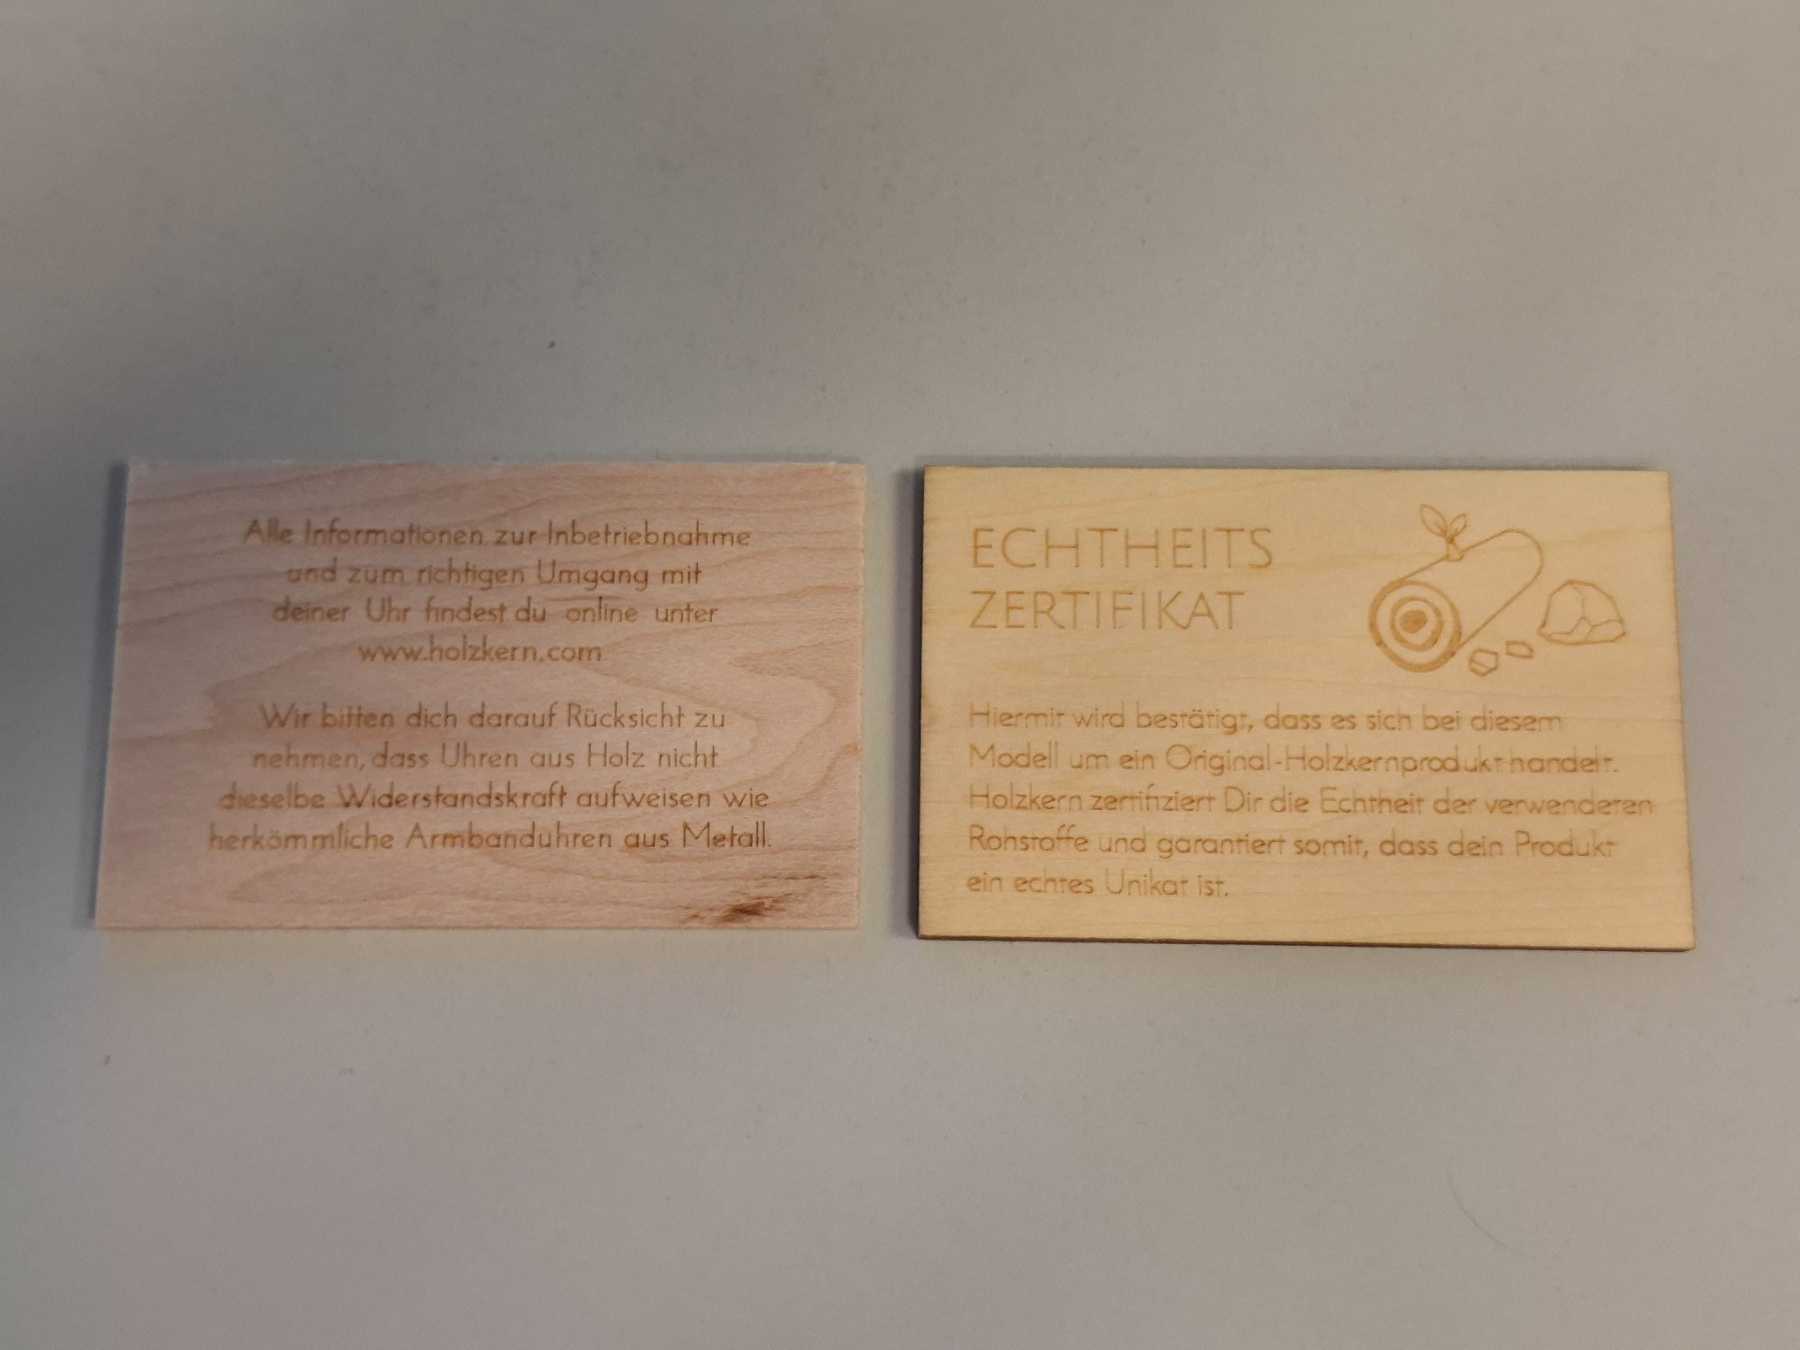 Alle Informationen zur Inbetriebnahme
und zum richtigen Umgang mit
deiner Uhr findest du online unter
www.holzkern.com
Wir bitten dich darauf Rücksicht zu
nehmen, dass Uhren aus Holz nicht
dieselbe Widerstandskraft aufweisen wie
herkömmliche Armbanduhren aus Metall.
ECHTHEITS
ZERTIFIKAT
Hiermit wird bestätigt, dass es sich bei diesem
Modell um ein Original-Holzkernprodukt handelt.
Holzkern zertifiziert Dir die Echtheit der verwendeten
Rohstoffe und garantiert somit, dass dein Produkt
ein echtes Unikat ist.